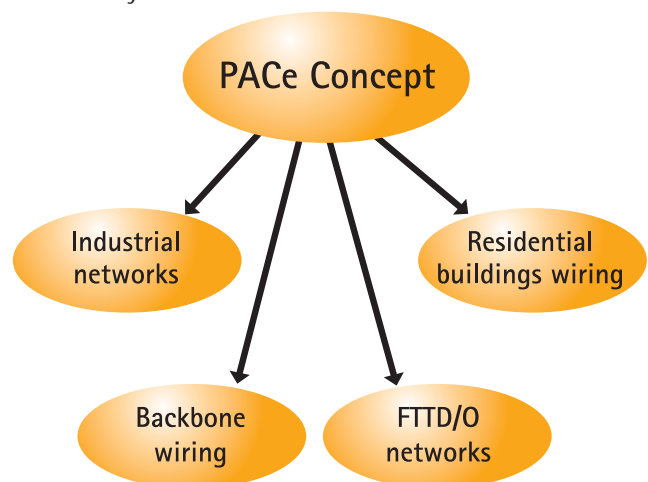 PACe Concept
Industrial
networks
Residential
buildings wiring
Backbone
wiring
FTTD/O
networks